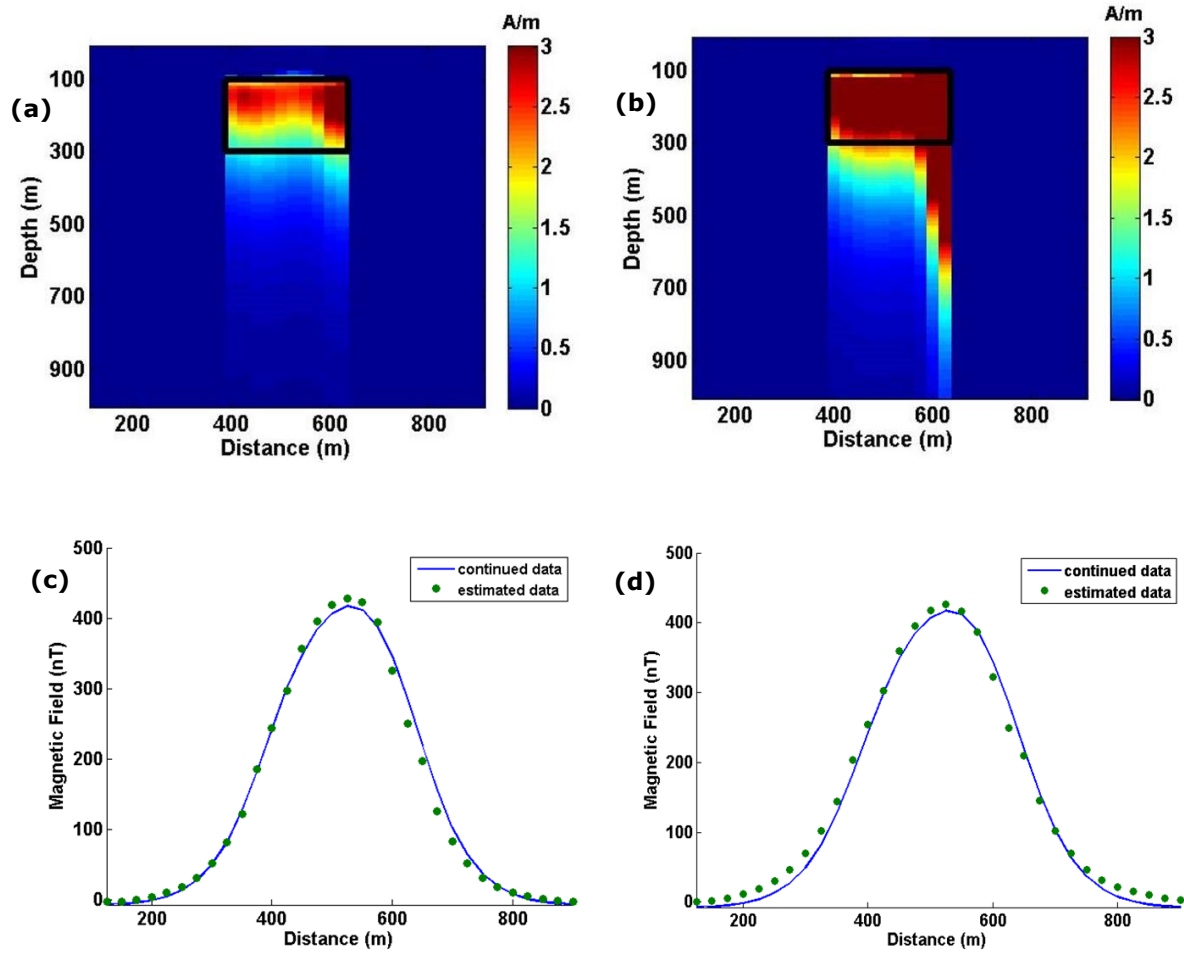 (a)
A/m
100
300
500
700
900
Depth (m)
200
400
600
800
Distance (m)
3
2.5
2
1.5
1
0.5
0
(b)
A/m
100
300
500
700
900
Depth (m)
200
400
600
800
Distance (m)
3
2.5
2
1.5
1
0.5
0
(c)
500
400
300
200
100
0
Magnetic Field (nT)
200
400
600
800
Distance (m)
continued data
estimated data
(d)
500
400
300
200
100
0
Magnetic Field (nT)
200
400
600
800
Distance (m)
continued data
estimated data